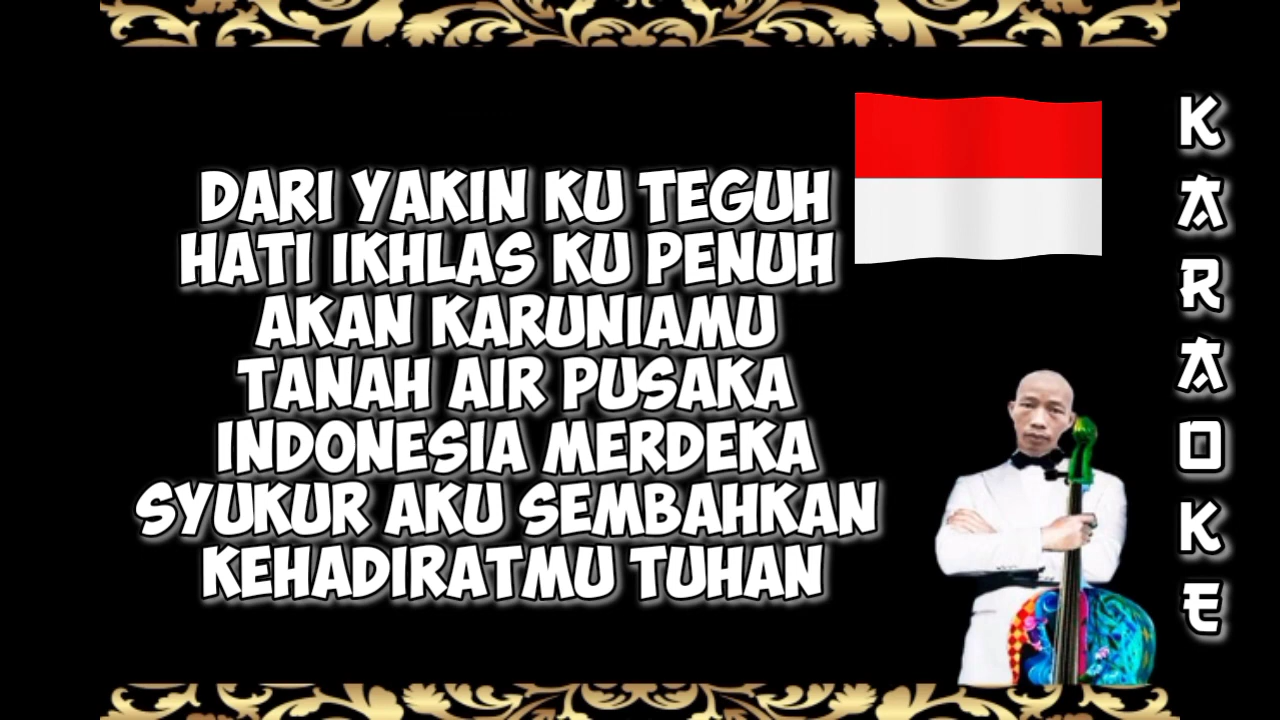 DARI YAKIN KU TEGUH
HATI IKHLAS KU PENUH
AKAN KARUNIAMU
TANAH AIR PUSAKA
INDONESIA MERDEKA
SYUKUR AKU SEMBAHKAN
KEHADIRATMU TUHAN
KARAOKE